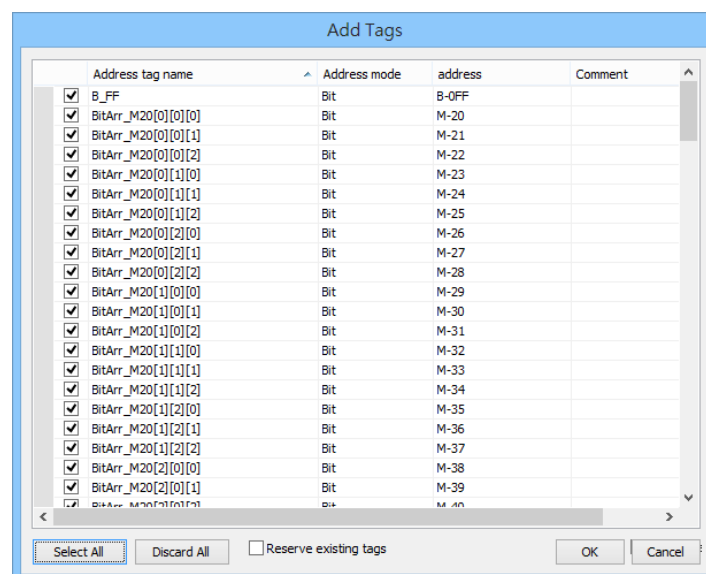 Add Tags
Address tag name Address mode address Comment
B_FF Bit B-0FF
BitArr_M20[0][0][0] Bit M-20
BitArr_M20[0][0][1] Bit M-21
BitArr_M20[0][0][2] Bit M-22
BitArr_M20[0][1][0] Bit M-23
BitArr_M20[0][1][1] Bit M-24
BitArr_M20[0][1][2] Bit M-25
BitArr_M20[0][2][0] Bit M-26
BitArr_M20[0][2][1] Bit M-27
BitArr_M20[0][2][2] Bit M-28
BitArr_M20[1][0][0] Bit M-29
BitArr_M20[1][0][1] Bit M-30
BitArr_M20[1][0][2] Bit M-31
BitArr_M20[1][1][0] Bit M-32
BitArr_M20[1][1][1] Bit M-33
BitArr_M20[1][1][2] Bit M-34
BitArr_M20[1][2][0] Bit M-35
BitArr_M20[1][2][1] Bit M-36
BitArr_M20[1][2][2] Bit M-37
BitArr_M20[2][0][0] Bit M-38
BitArr_M20[2][0][1] Bit M-39
BitArr_M20[2][0][2] Bit M-40
Select All Discard All Reserve existing tags OK Cancel